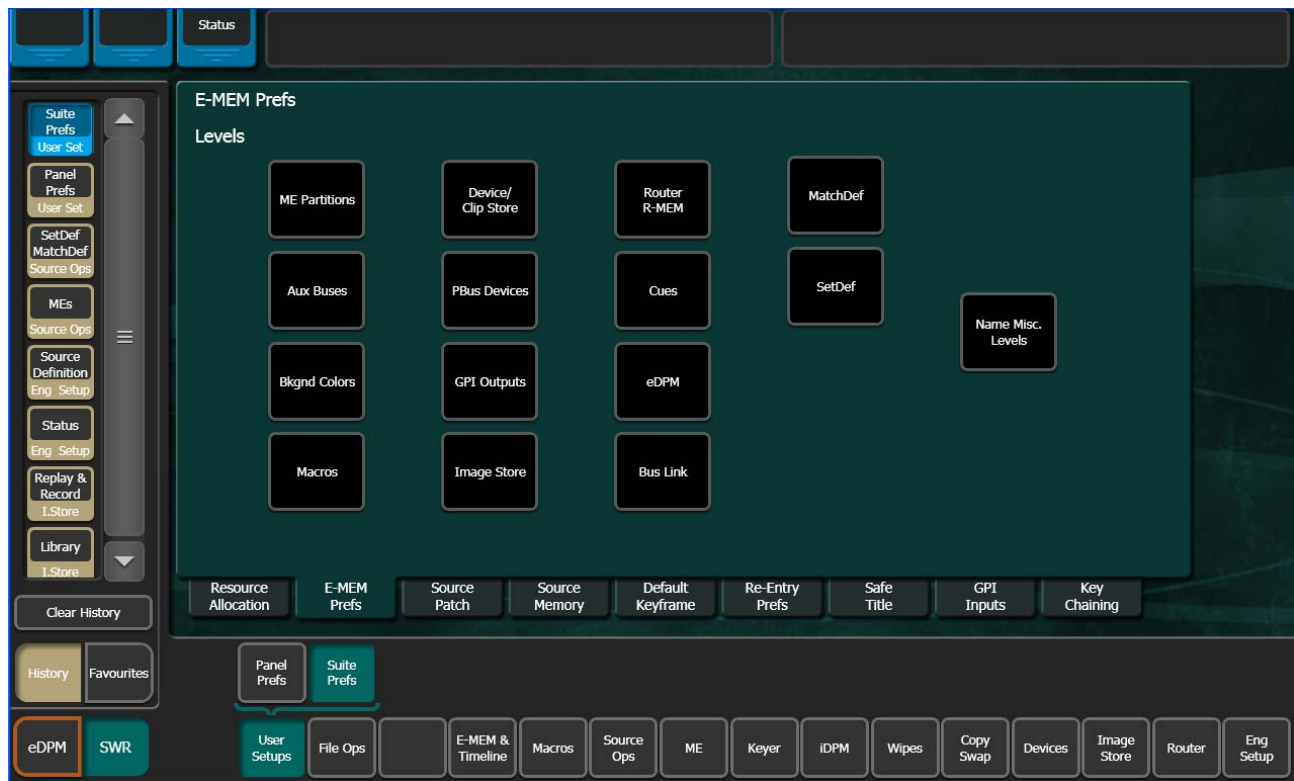 Status
Suite
Prefs
User Set
Panel
Prefs
User Set
SetDef
MatchDef
Source Ops
MEs
Source Ops
Source
Definition
Eng Setup
Status
Eng Setup
Replay &
Record
I.Store
Library
I.Store
Clear History
History
Favourites
eDPM
SWR
E-MEM Prefs
Levels
ME Partitions
Device/
Clip Store
Router
R-MEM
MatchDef
Aux Buses
PBus Devices
Cues
SetDef
Name Misc.
Levels
Bkgnd Colors
GPI Outputs
eDPM
Macros
Image Store
Bus Link
Resource
Allocation
E-MEM
Prefs
Source
Patch
Source
Memory
Default
Keyframe
Re-Entry
Prefs
Safe
Title
GPI
Inputs
Key
Chaining
Panel
Prefs
Suite
Prefs
User
Setups
File Ops
E-MEM &
Timeline
Macros
Source
Ops
ME
Keyer
iDPM
Wipes
Copy
Swap
Devices
Image
Store
Router
Eng
Setup